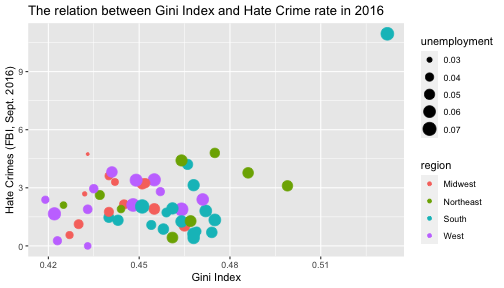 The relation between Gini Index and Hate Crime rate in 2016
Hate Crimes (FBI, Sept. 2016)
9
6
3
0
0.42
0.45
0.48
0.51
Gini Index
unemployment
0.03
0.04
0.05
0.06
0.07
region
Midwest
Northeast
South
West